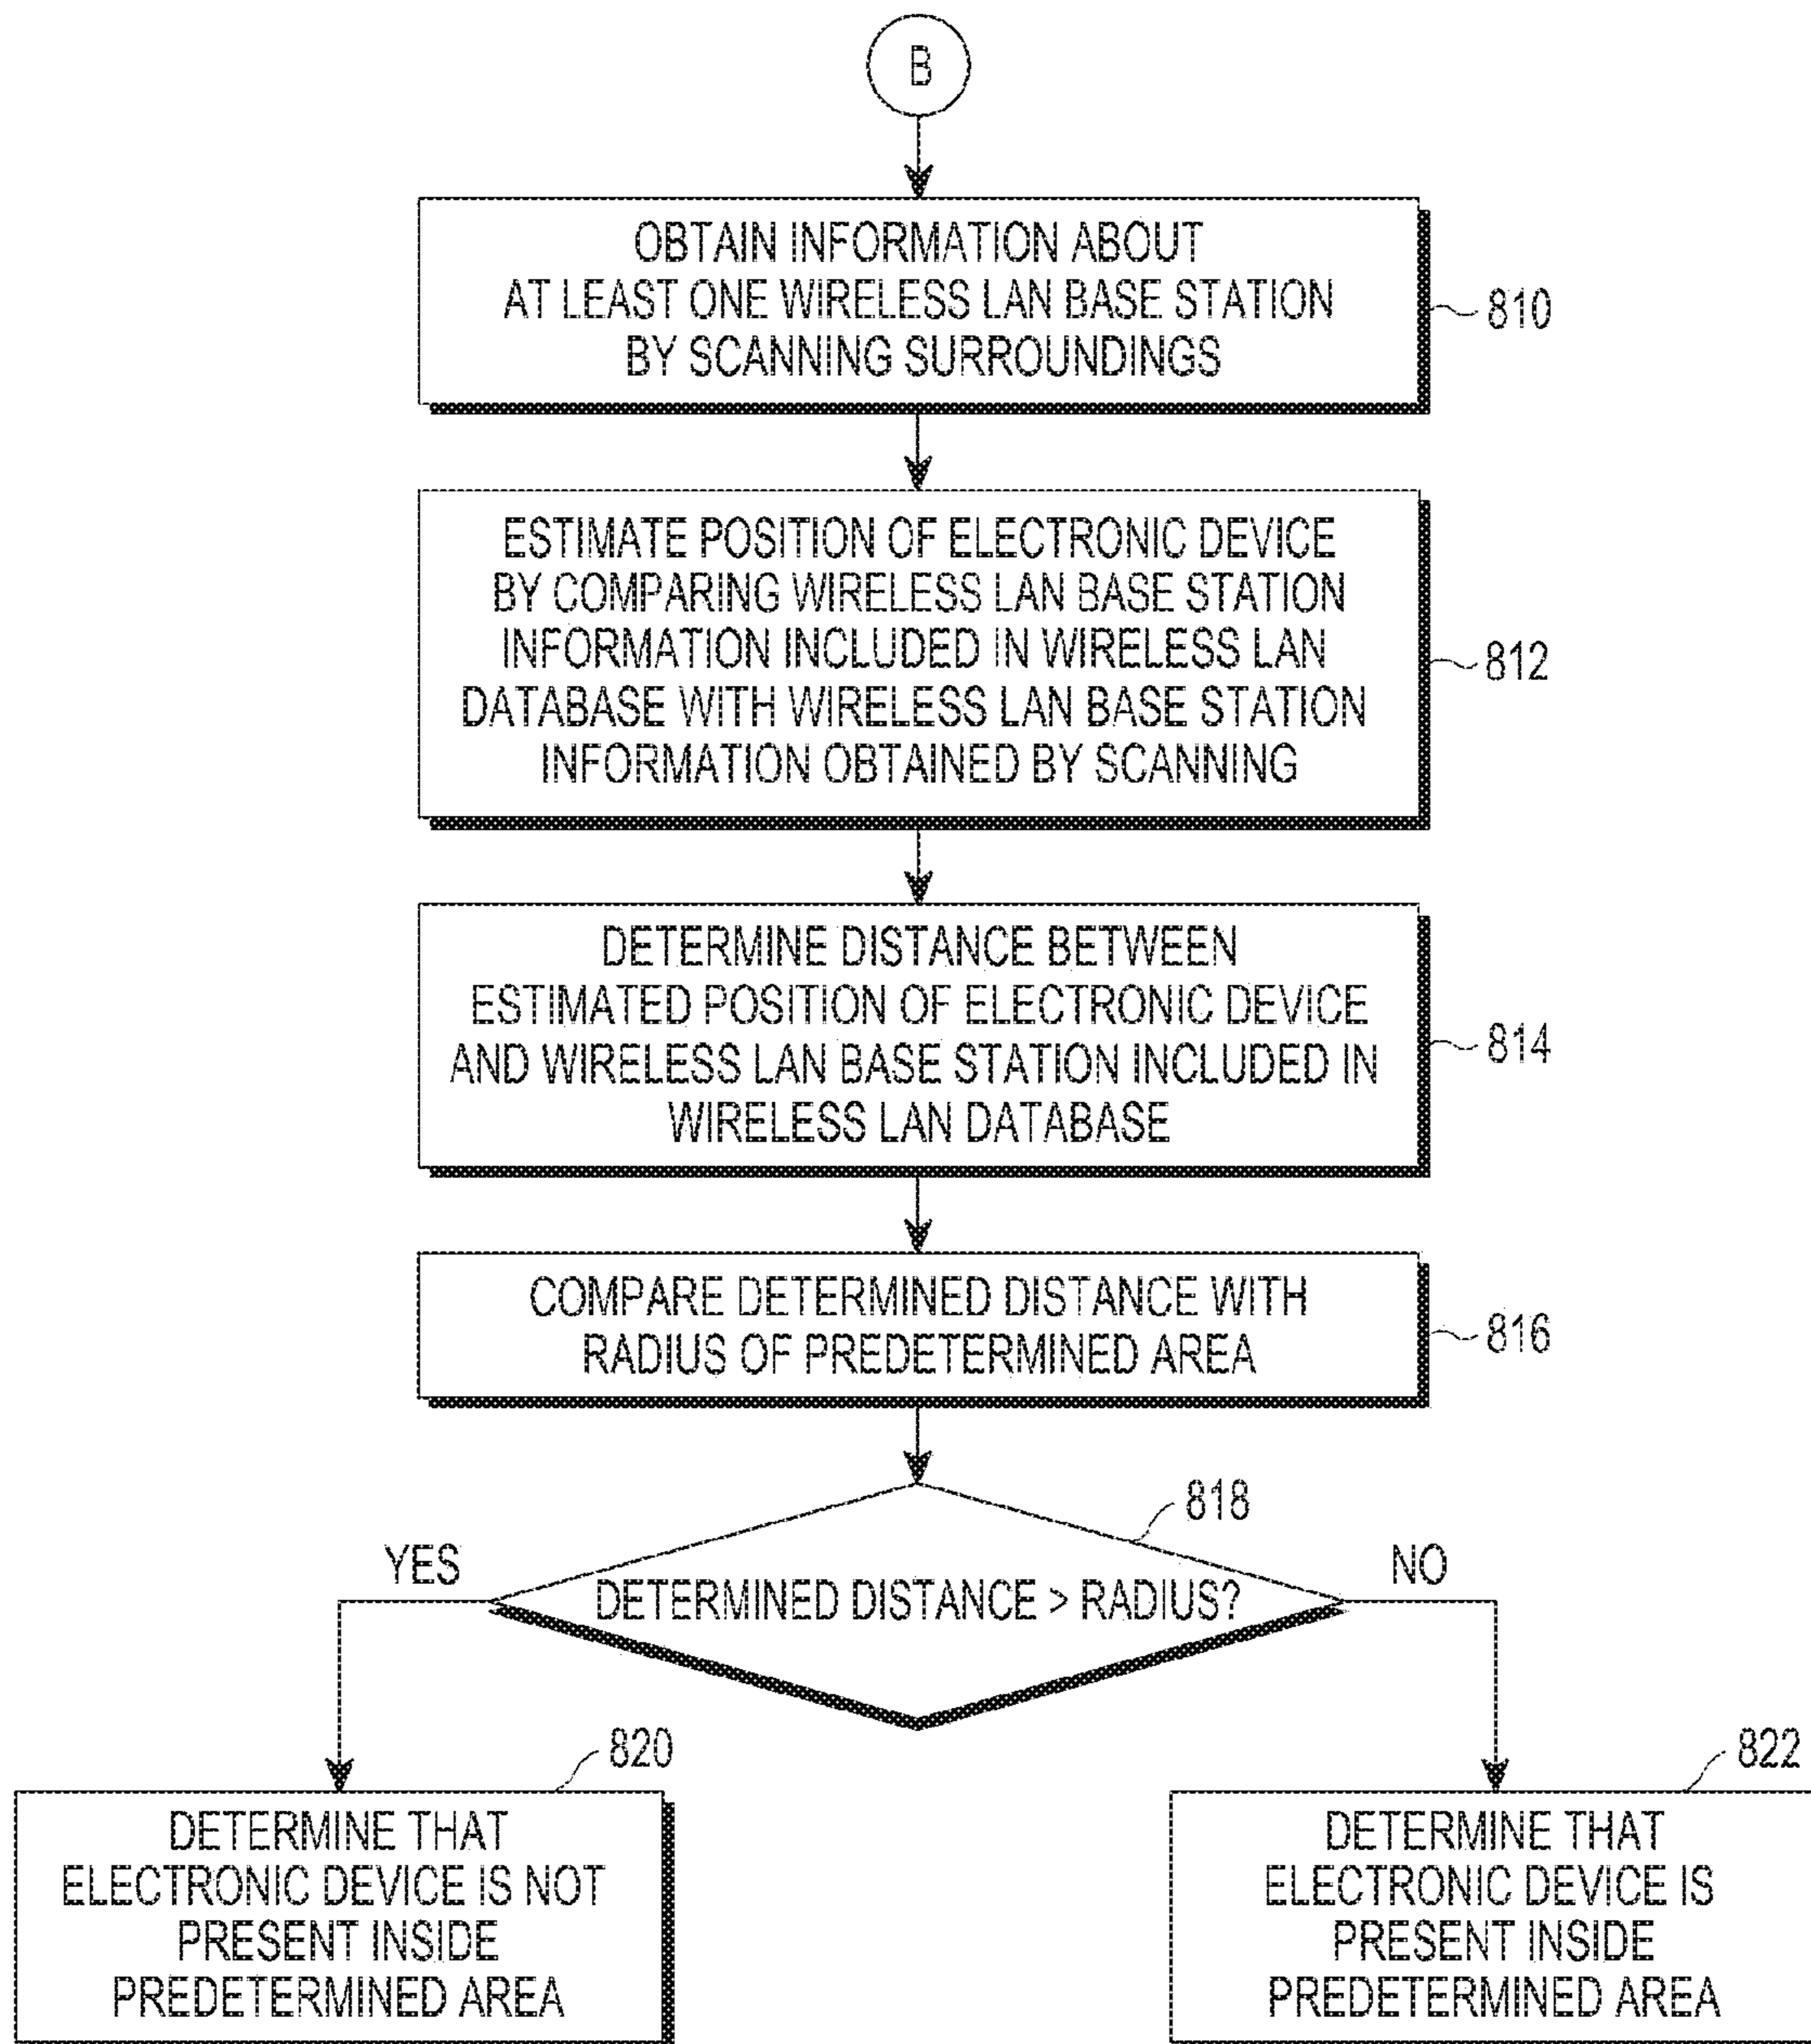 B
OBTAIN INFORMATION ABOUT
AT LEAST ONE WIRELESS LAN BASE STATION
BY SCANNING SURROUNDINGS
810
ESTIMATE POSITION OF ELECTRONIC DEVICE
BY COMPARING WIRELESS LAN BASE STATION
INFORMATION INCLUDED IN WIRELESS LAN
DATABASE WITH WIRELESS LAN BASE STATION
INFORMATION OBTAINED BY SCANNING
812
DETERMINE DISTANCE BETWEEN
ESTIMATED POSITION OF ELECTRONIC DEVICE
AND WIRELESS LAN BASE STATION INCLUDED IN
WIRELESS LAN DATABASE
814
COMPARE DETERMINED DISTANCE WITH
RADIUS OF PREDETERMINED AREA
816
818
YES
NO
DETERMINED DISTANCE > RADIUS?
820
DETERMINE THAT
ELECTRONIC DEVICE IS NOT
PRESENT INSIDE
PREDETERMINED AREA
822
DETERMINE THAT
ELECTRONIC DEVICE IS
PRESENT INSIDE
PREDETERMINED AREA